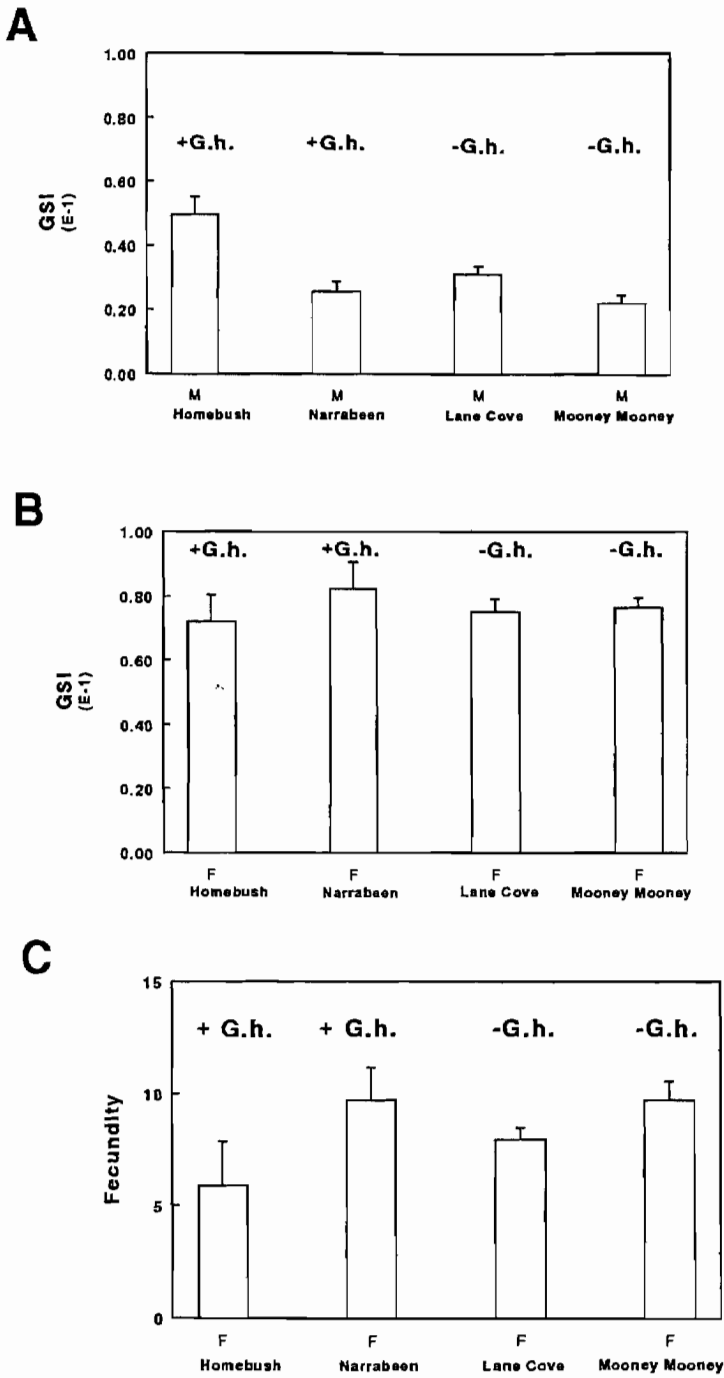 A
1.00
0.80
+G.h. +G.h. -G.h. -G.h.
0.60
GSI
(E-1)
0.40
0.20
0.00
M M M M
Homebush Narrabeen Lane Cove Mooney Mooney
B
1.00
+G.h. +G.h. -G.h. -G.h.
0.80
GSI
(E-1)
0.60
0.40
0.20
0.00
F F F F
Homebush Narrabeen Lane Cove Mooney Mooney
C
15
+ G.h. + G.h. -G.h. -G.h.
10
Fecundity
5
0
F F F F
Homebush Narrabeen Lane Cove Mooney Mooney